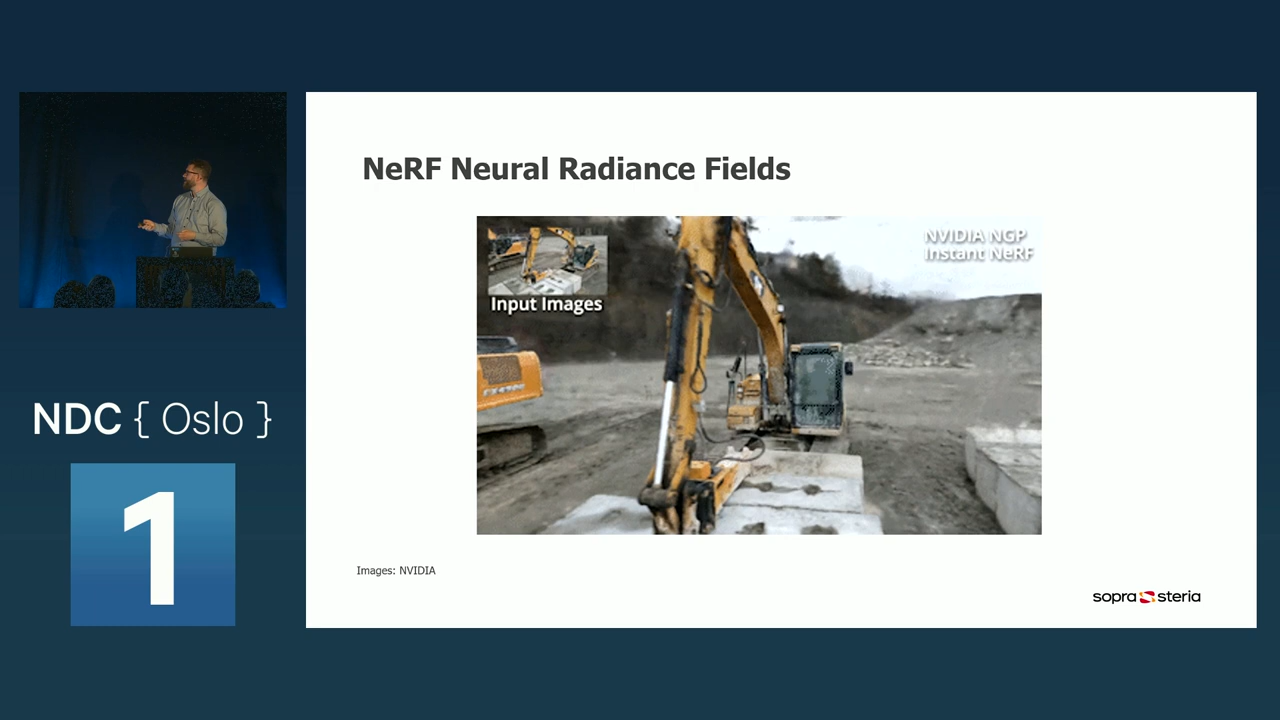 NeRF Neural Radiance Fields
NVIDIA NGP
Instant NeRF
Input Images
NDC { Oslo }
1
Images: NVIDIA
sopra steria